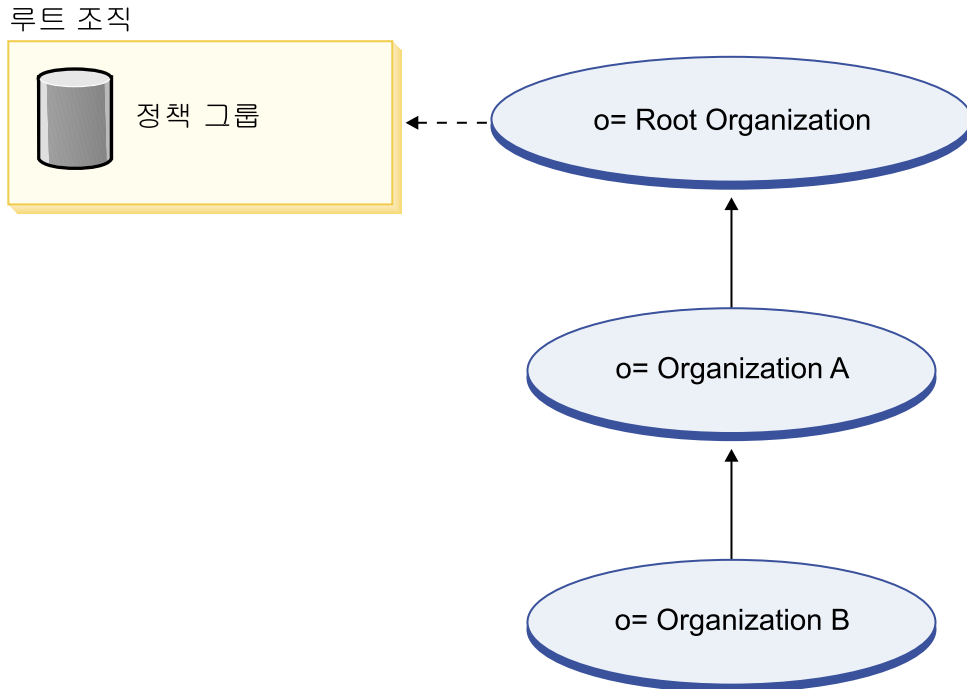 루트 조직
정책 그룹
o= Root Organization
o= Organization A
o= Organization B